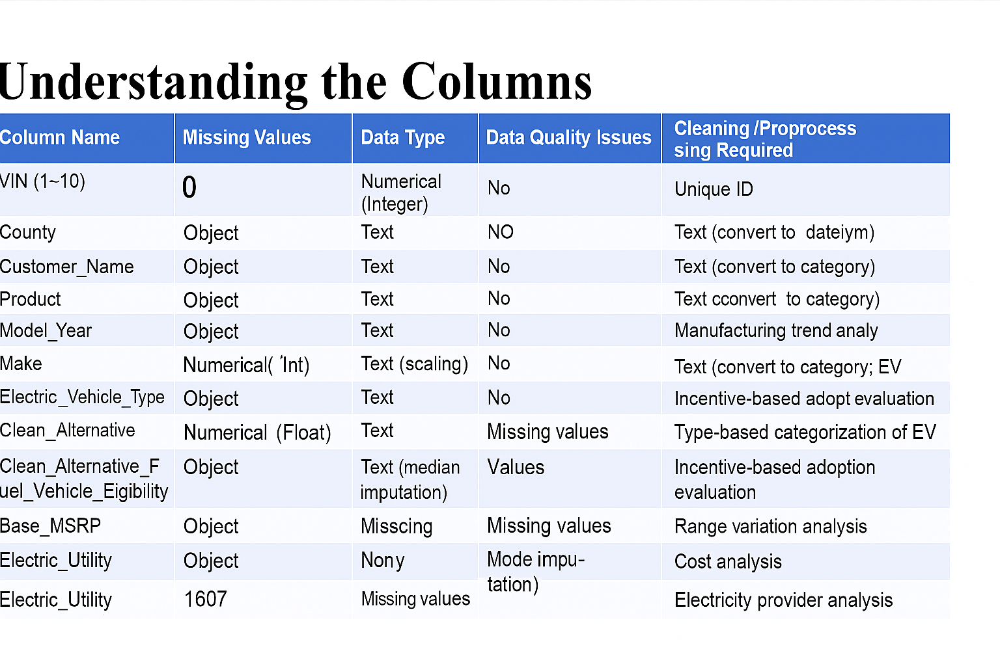 Understanding the Columns
Column Name Missing Values Data Type Data Quality Issues Cleaning /Proprocess
sing Required
VIN (1~10) 0 Numerical
(Integer) No Unique ID
County Object Text NO Text (convert to dateiym)
Customer_Name Object Text No Text (convert to category)
Product Object Text No Text cconvert to category)
Model_Year Object Text No Manufacturing trend analy
Make Numerical( ´Int) Text (scaling) No Text (convert to category; EV
Electric_Vehicle_Type Object Text No Incentive-based adopt evaluation
Clean_Alternative Numerical (Float) Text Missing values Type-based categorization of EV
Clean_Alternative_F Object Text (median Values Incentive-based adoption
uel_Vehicle_Eigibility imputation) evaluation
Base_MSRP Object Misscing Missing values Range variation analysis
Electric_Utility Object Nony Mode impu- Cost analysis
tation)
Electric_Utility 1607 Missing values Electricity provider analysis